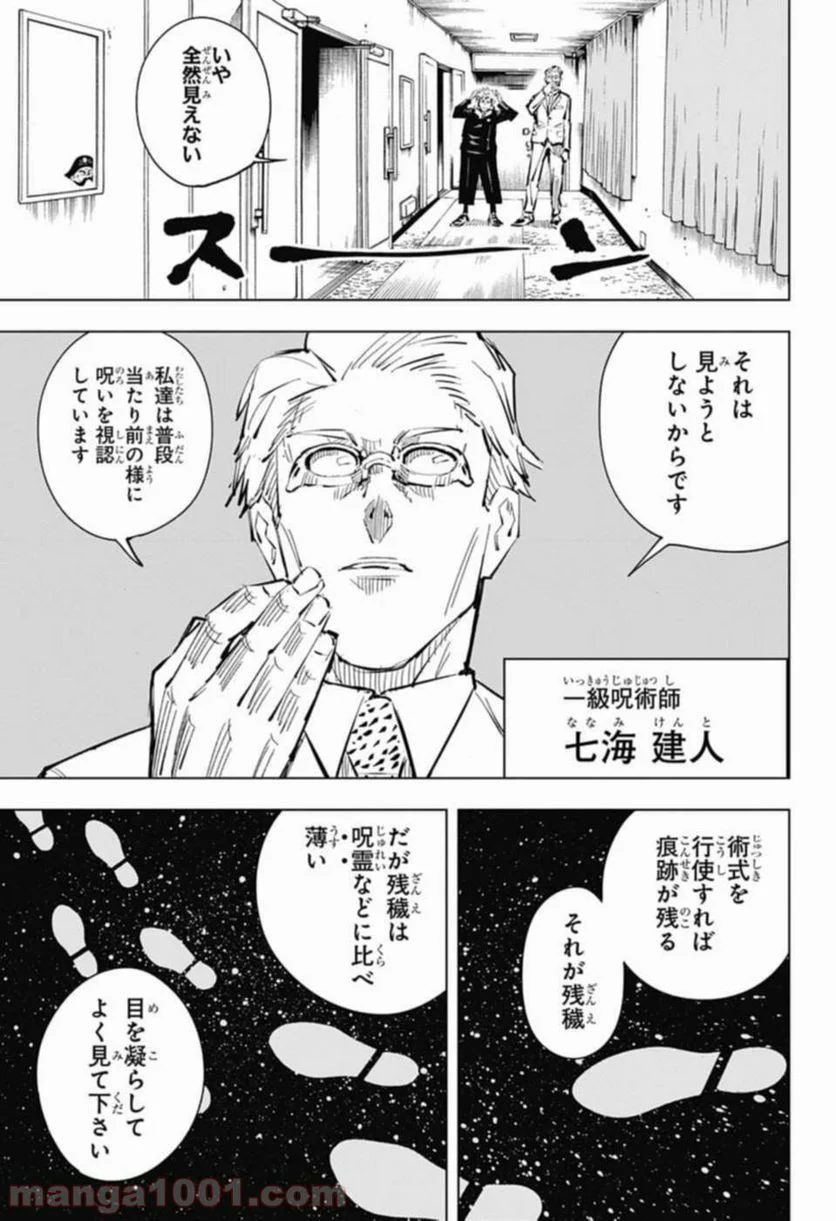 いや
全然見えない
スーーン
それは
見ようと
しないからです
私達は普段
当たり前の様に
呪いを視認
しています
一級呪術師
七海 建人
術式を
行使すれば
痕跡が残る
それが残穢
だが残穢は
呪霊などに比べ
薄い
目を凝らして
よく見て下さい
manga1001.com